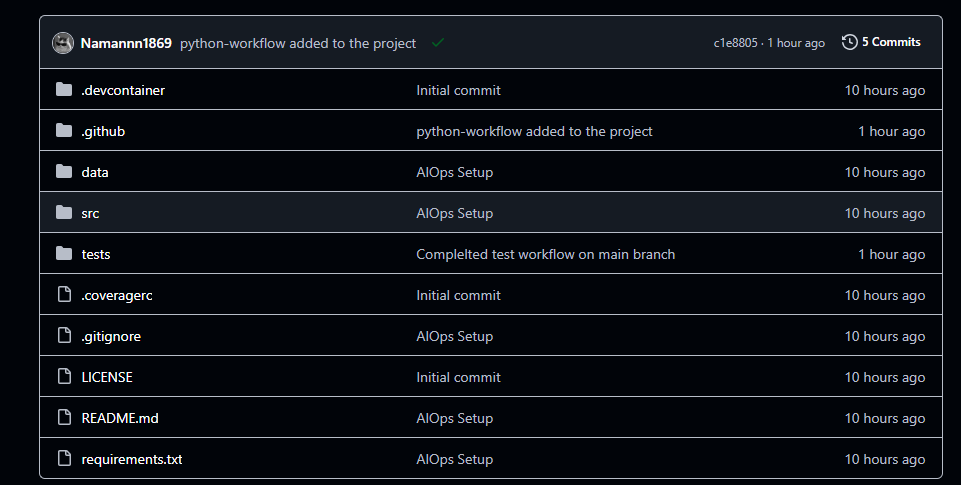 Namannn1869 python-workflow added to the project c1e8805 · 1 hour ago 5 Commits
.devcontainer Initial commit 10 hours ago
.github python-workflow added to the project 1 hour ago
data AIOps Setup 10 hours ago
src AIOps Setup 10 hours ago
tests Complelted test workflow on main branch 1 hour ago
.coveragerc Initial commit 10 hours ago
.gitignore AIOps Setup 10 hours ago
LICENSE Initial commit 10 hours ago
README.md AIOps Setup 10 hours ago
requirements.txt AIOps Setup 10 hours ago